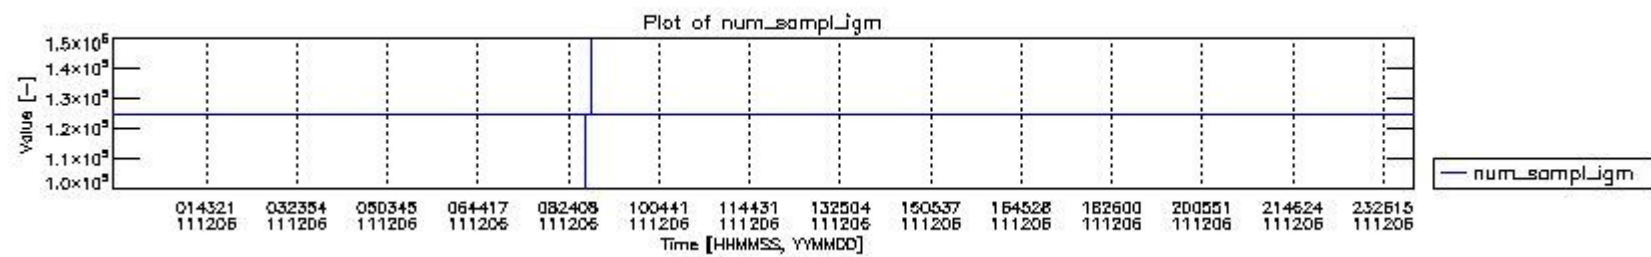 Plot of num_sampl_igm
Value [-]
1.5×10⁵
1.4×10⁵
1.3×10⁵
1.2×10⁵
1.1×10⁵
1.0×10⁵
014321 032354 050345 064417 082408 100441 114431 132504 150537 164528 182600 200551 214624 232615
111206 111206 111206 111206 111206 111206 111206 111206 111206 111206 111206 111206 111206 111206
Time [HHMMSS, YYMMDD]
num_sampl_igm